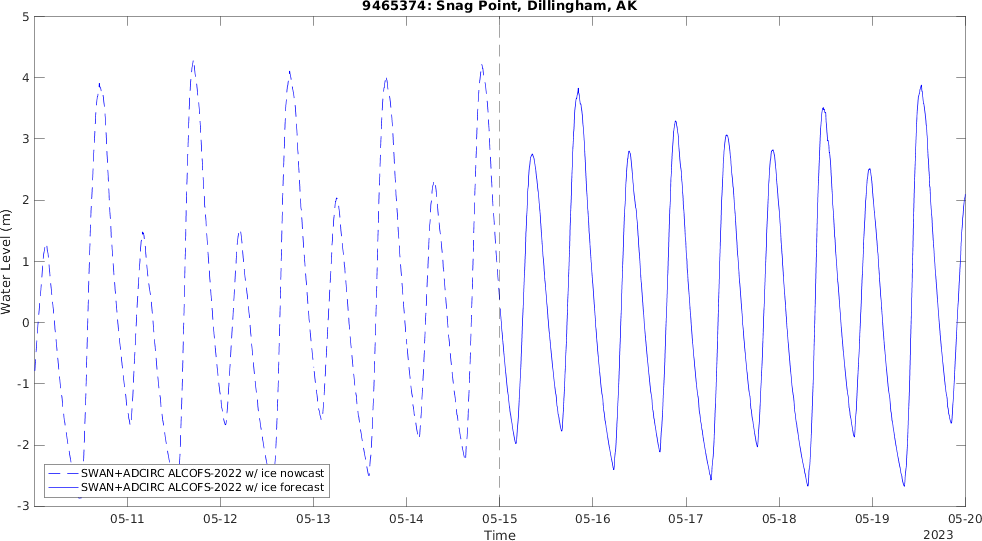 9465374: Snag Point, Dillingham, AK
Water Level (m)
5
4
3
2
1
0
-1
-2
-3
SWAN+ADCIRC ALCOFS-2022 w/ ice nowcast
SWAN+ADCIRC ALCOFS-2022 w/ ice forecast
05-11 05-12 05-13 05-14 05-15 05-16 05-17 05-18 05-19 05-20
Time
2023